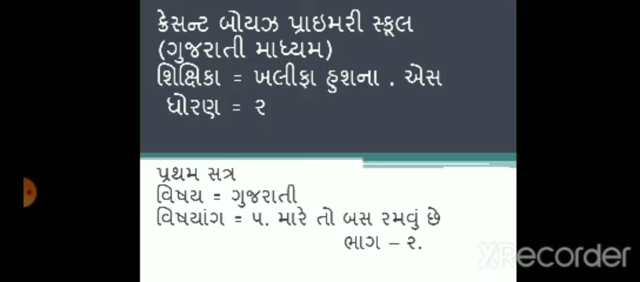 ક્રેસન્ટ બોયઝ પ્રાઇમરી સ્કૂલ
(ગુજરાતી માધ્યમ)
શિક્ષિકા = ખલીફા હુશના . એસ
ધોરણ = ૨
પ્રથમ સત્ર
વિષય = ગુજરાતી
વિષયાંગ = ૫. મારે તો બસ રમવું છે
ભાગ – ૨.
XRecorder